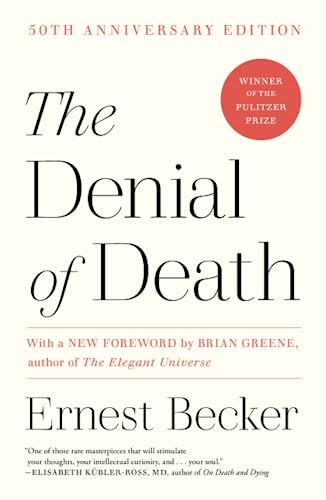 50TH ANNIVERSARY EDITION
WINNER
OF THE
PULITZER
PRIZE
The
Denial
of Death
With a NEW FOREWORD by BRIAN GREENE,
author of The Elegant Universe
Ernest Becker
"One of those rare masterpieces that will stimulate
your thoughts, your intellectual curiosity, and . . . your soul."
—ELISABETH KÜBLER-ROSS, MD, author of On Death and Dying